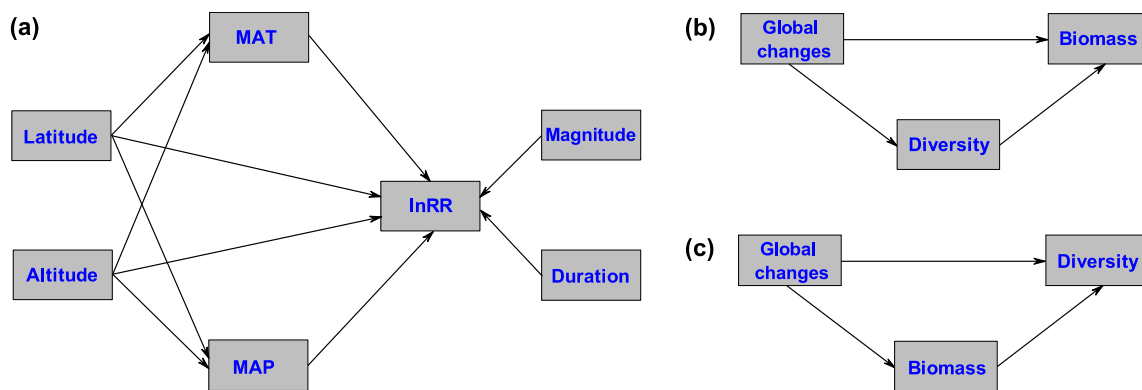 (a)
MAT
Latitude
Magnitude
lnRR
Altitude
Duration
MAP
(b)
Global
changes
Biomass
Diversity
(c)
Global
changes
Diversity
Biomass